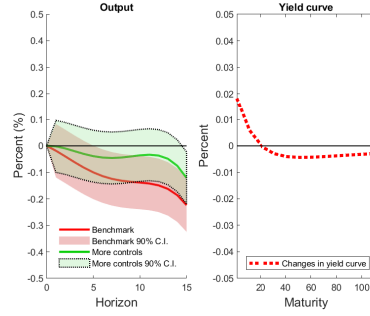 Output
0.5
0.4
0.3
0.2
0.1
0
-0.1
-0.2
-0.3
-0.4
-0.5
Percent (%)
0
5
10
15
Horizon
Benchmark
Benchmark 90% C.I.
More controls
More controls 90% C.I.
Yield curve
0.05
0.04
0.03
0.02
0.01
0
-0.01
-0.02
-0.03
-0.04
-0.05
Percent
20
40
60
80
100
Maturity
Changes in yield curve